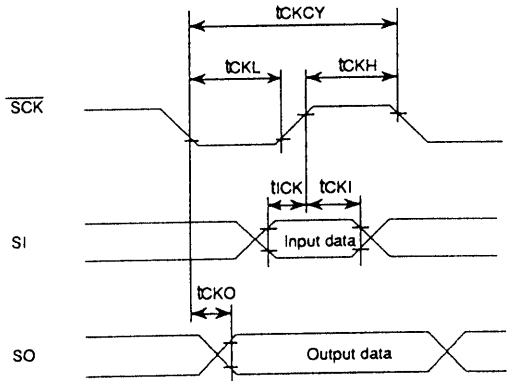 tCKCY
tCKL tCKH
SCK
tICK tCKI
SI Input data
tCKO
SO Output data